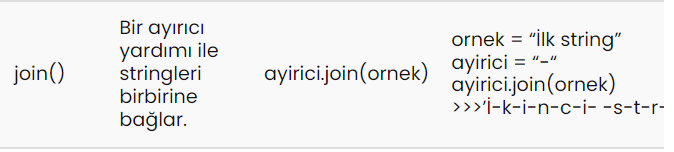 join()
Bir ayırıcı
yardımı ile
stringleri
birbirine
bağlar.
ayirici.join(ornek)
ornek = “İlk string”
ayirici = “-“
ayirici.join(ornek)
>>>’İ-k-i-n-c-i- -s-t-r-